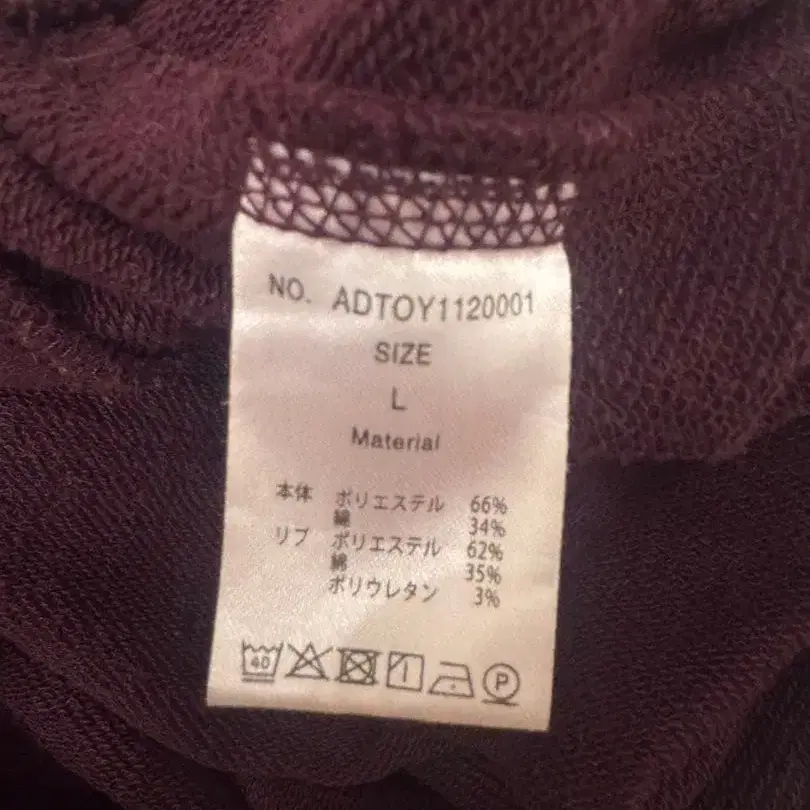 NO. ADTOY1120001
SIZE
L
Material
本体 ポリエステル 66%
綿 34%
リブ ポリエステル 62%
綿 35%
ポリウレタン 3%
40 P